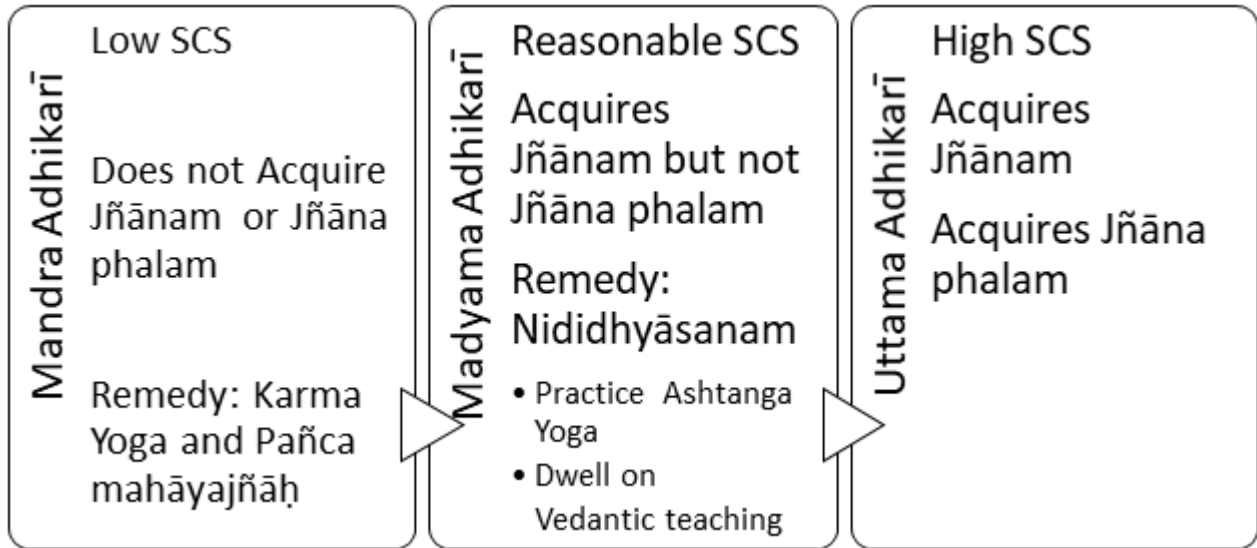 Mandra Adhikarī
Low SCS
Does not Acquire
Jñānam or Jñāna
phalam
Remedy: Karma
Yoga and Pañca
mahāyajñāḥ
Madyama Adhikarī
Reasonable SCS
Acquires
Jñānam but not
Jñāna phalam
Remedy:
Nididhyāsanam
• Practice Ashtanga
Yoga
• Dwell on
Vedantic teaching
Uttama Adhikarī
High SCS
Acquires
Jñānam
Acquires Jñāna
phalam